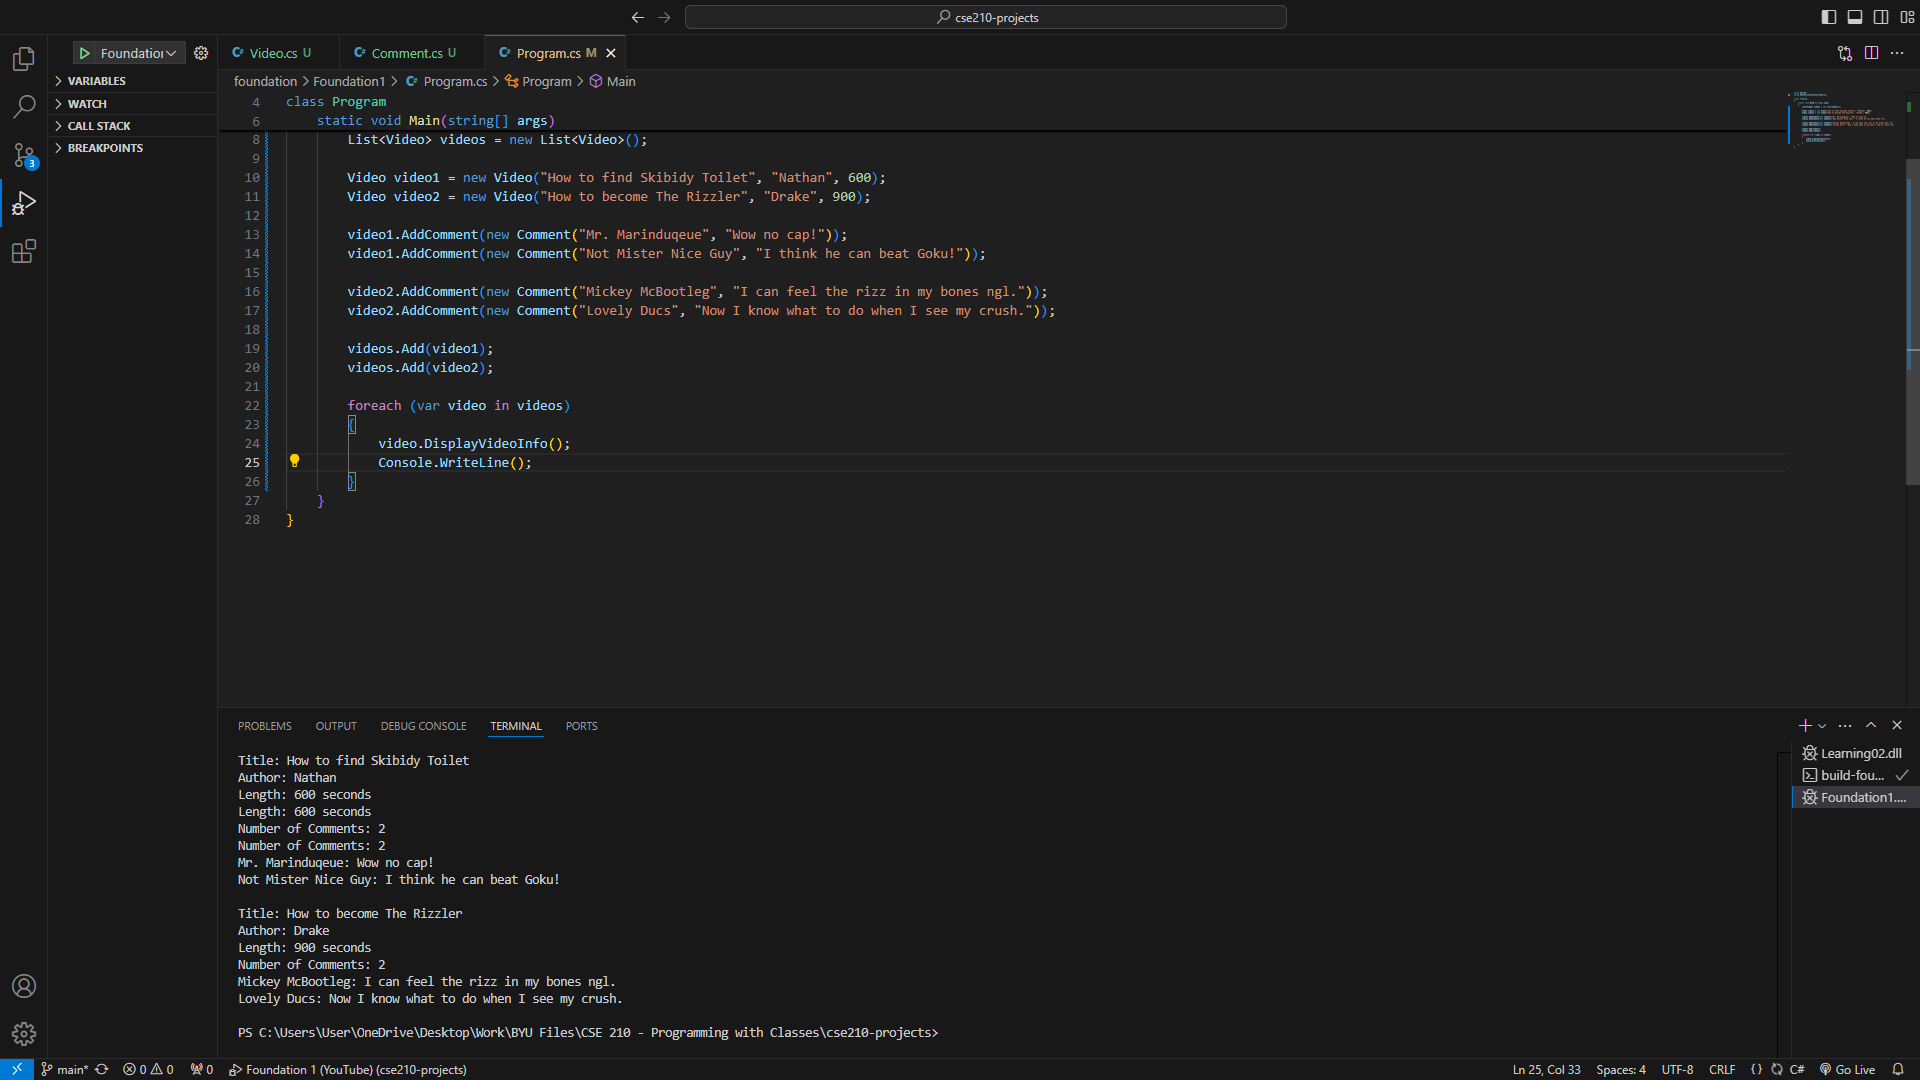 cse210-projects
Foundation
Video.cs U
Comment.cs U
Program.cs M
VARIABLES
WATCH
CALL STACK
BREAKPOINTS
3
foundation > Foundation1 > Program.cs > Program > Main
4 class Program
6 static void Main(string[] args)
8 List<Video> videos = new List<Video>();
9
10 Video video1 = new Video("How to find Skibidy Toilet", "Nathan", 600);
11 Video video2 = new Video("How to become The Rizzler", "Drake", 900);
12
13 video1.AddComment(new Comment("Mr. Marinduqeue", "Wow no cap!"));
14 video1.AddComment(new Comment("Not Mister Nice Guy", "I think he can beat Goku!"));
15
16 video2.AddComment(new Comment("Mickey McBootleg", "I can feel the rizz in my bones ngl."));
17 video2.AddComment(new Comment("Lovely Ducs", "Now I know what to do when I see my crush."));
18
19 videos.Add(video1);
20 videos.Add(video2);
21
22 foreach (var video in videos)
23 {
24 video.DisplayVideoInfo();
25 Console.WriteLine();
26 }
27 }
28 }
PROBLEMS OUTPUT DEBUG CONSOLE TERMINAL PORTS
Title: How to find Skibidy Toilet
Author: Nathan
Length: 600 seconds
Length: 600 seconds
Number of Comments: 2
Number of Comments: 2
Mr. Marinduqeue: Wow no cap!
Not Mister Nice Guy: I think he can beat Goku!
Title: How to become The Rizzler
Author: Drake
Length: 900 seconds
Number of Comments: 2
Mickey McBootleg: I can feel the rizz in my bones ngl.
Lovely Ducs: Now I know what to do when I see my crush.
PS C:\Users\User\OneDrive\Desktop\Work\BYU Files\CSE 210 - Programming with Classes\cse210-projects>
Learning02.dll
build-fou...
Foundation1....
main* 0 0 0 Foundation 1 (YouTube) (cse210-projects) Ln 25, Col 33 Spaces: 4 UTF-8 CRLF {} C# Go Live